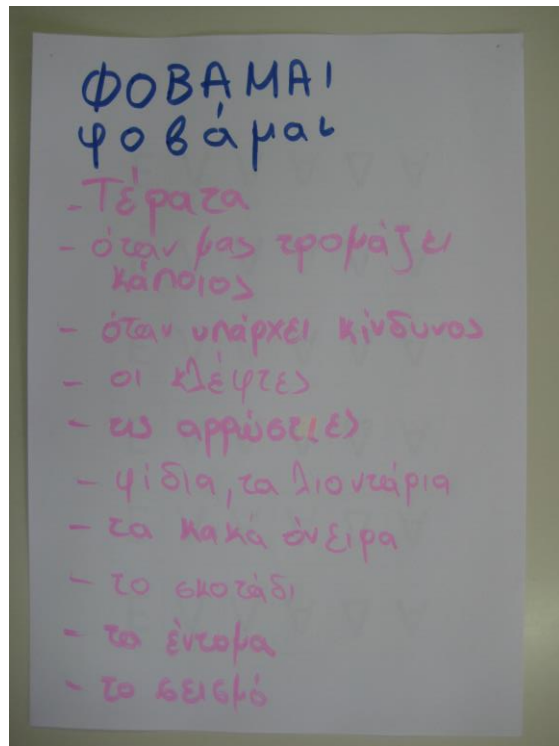 ΦΟΒΑΜΑΙ
φοβάμαι
- Τέρατα
- όταν μας τρομάζει
κάποιος
- όταν υπάρχει κίνδυνος
- οι κλέφτες
- τις αρρώστιες
- φίδια, τα λιοντάρια
- τα κακά όνειρα
- το σκοτάδι
- τα έντομα
- το σεισμό